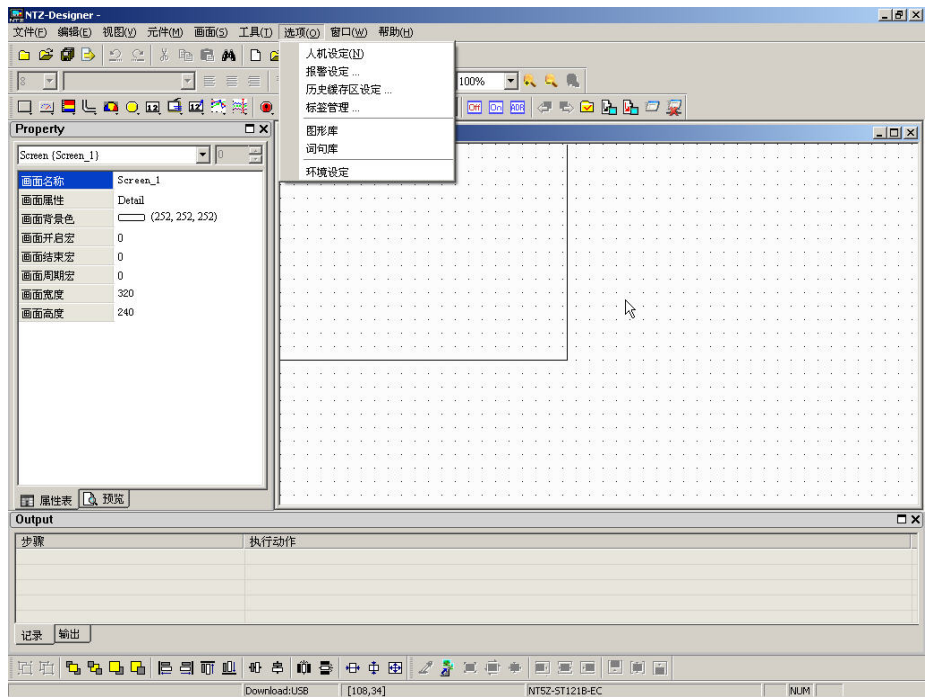 NTZ-Designer -
文件(F) 编辑(E) 视图(V) 元件(M) 画面(S) 工具(T) 选项(O) 窗口(W) 帮助(H)
人机设定(N)
报警设定 ...
历史缓存区设定 ...
标签管理 ...
图形库
词句库
环境设定
8
100%
Off On ADR
Property
Screen {Screen_1}
0
画面名称 Screen_1
画面属性 Detail
画面背景色 (252, 252, 252)
画面开启宏 0
画面结束宏 0
画面周期宏 0
画面宽度 320
画面高度 240
属性表 预览
Output
步骤 执行动作
记录 输出
Download:USB [108,34] NT5Z-ST121B-EC NUM